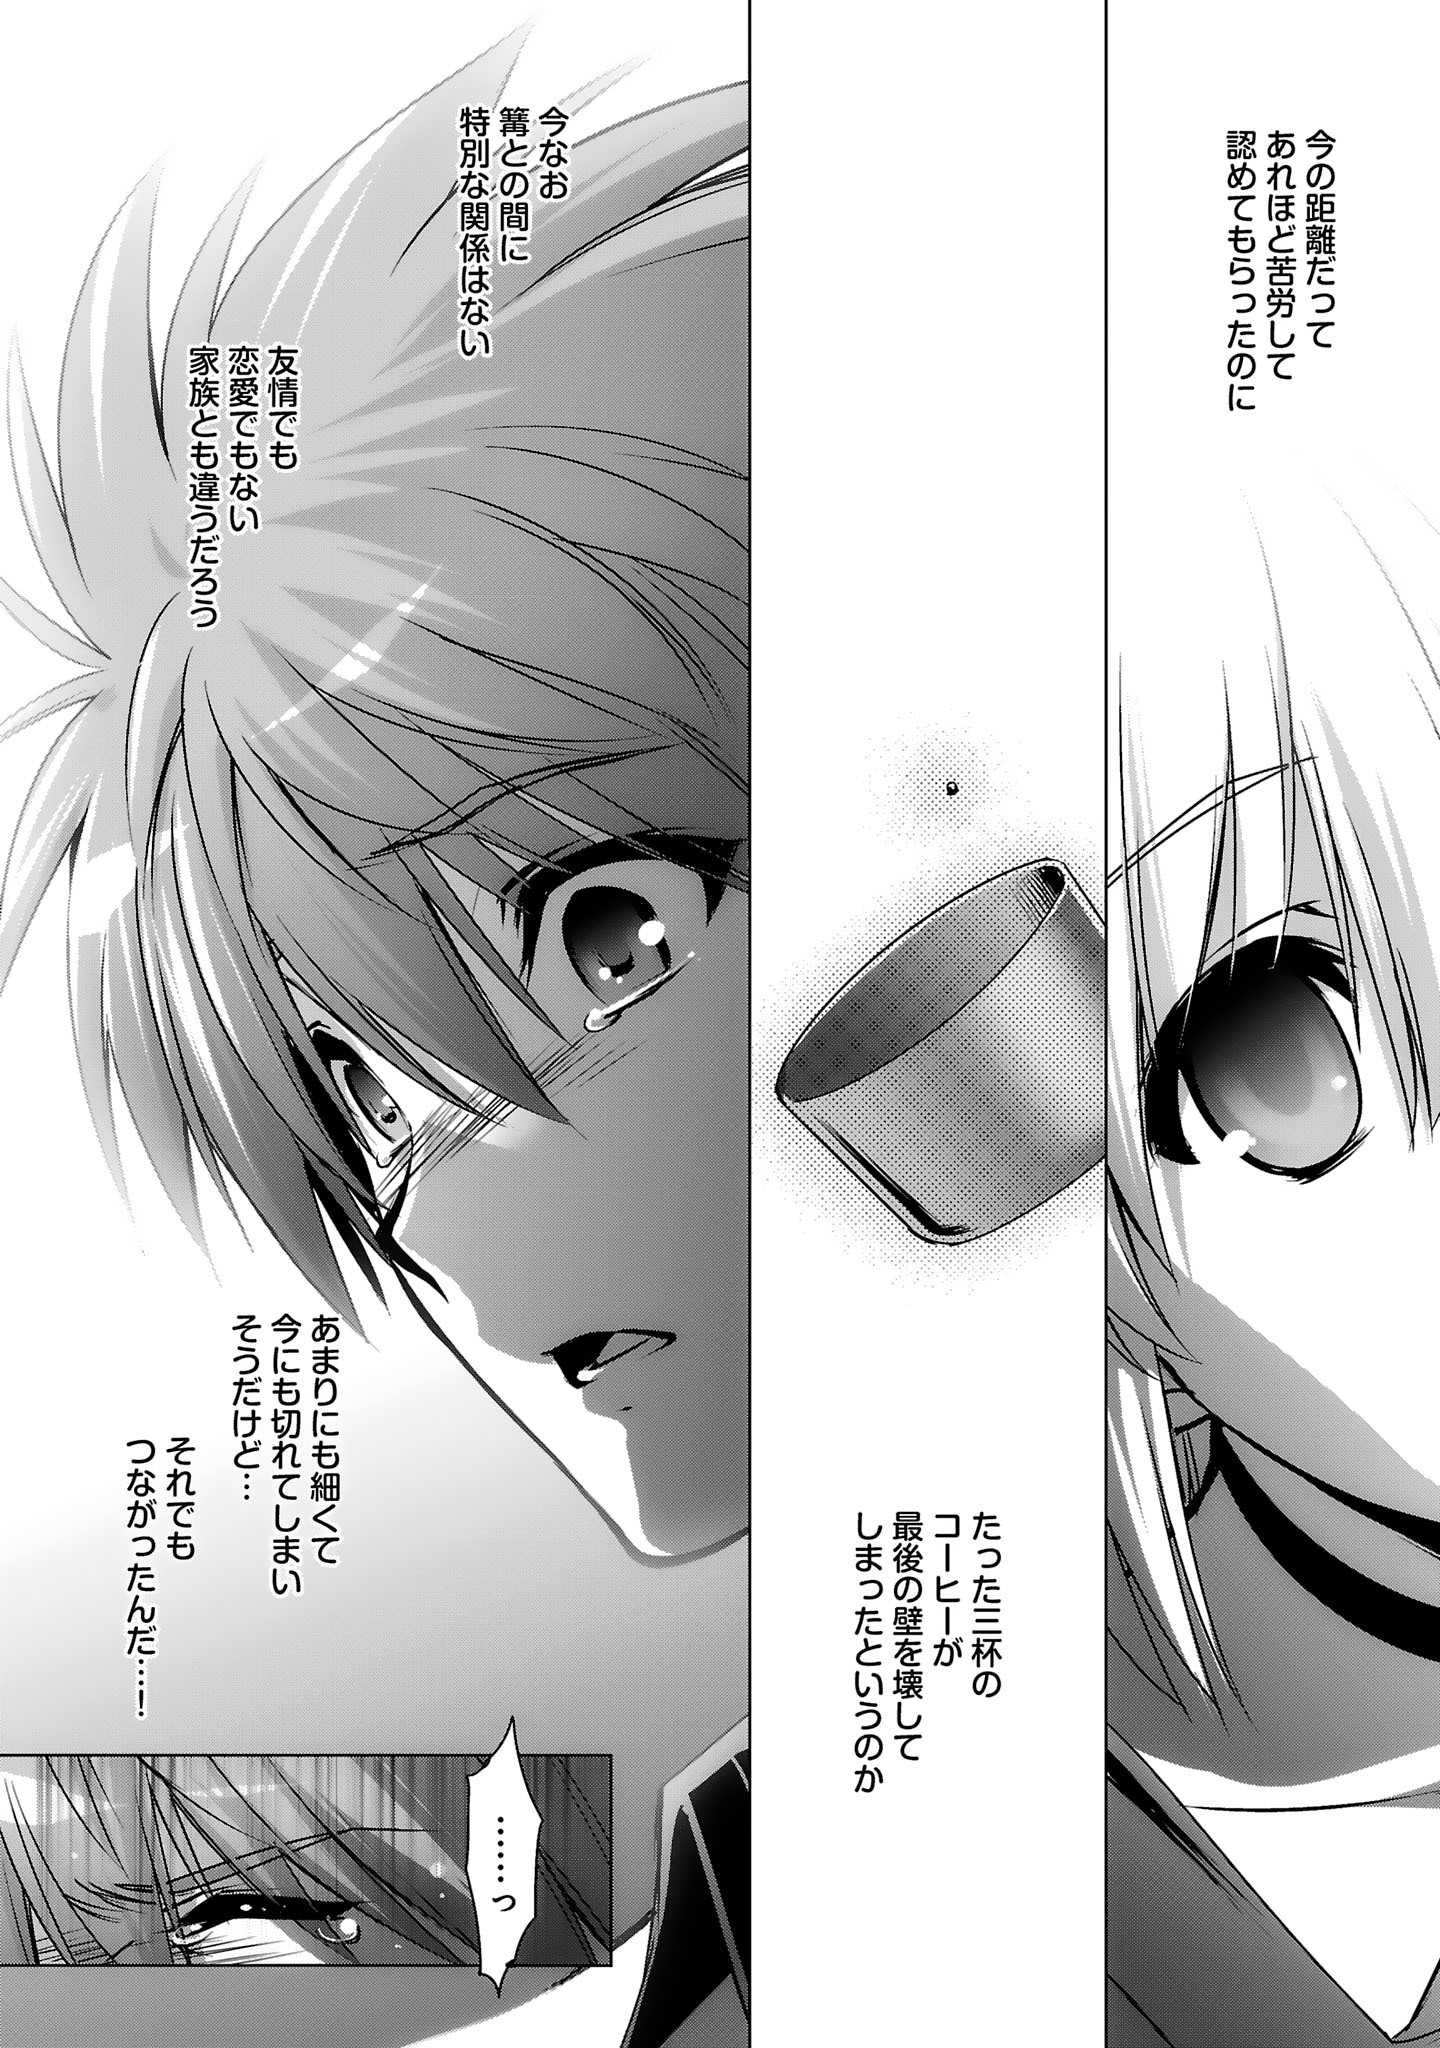 今の距離だって
あれほど苦労して
認めてもらったのに
たった三杯の
コーヒーが
最後の壁を壊して
しまったというのか
今なお
篝との間に
特別な関係はない
友情でも
恋愛でもない
家族とも違うだろう
あまりにも細くて
今にも切れてしまい
そうだけど…
それでも
つながったんだ…！
……っ